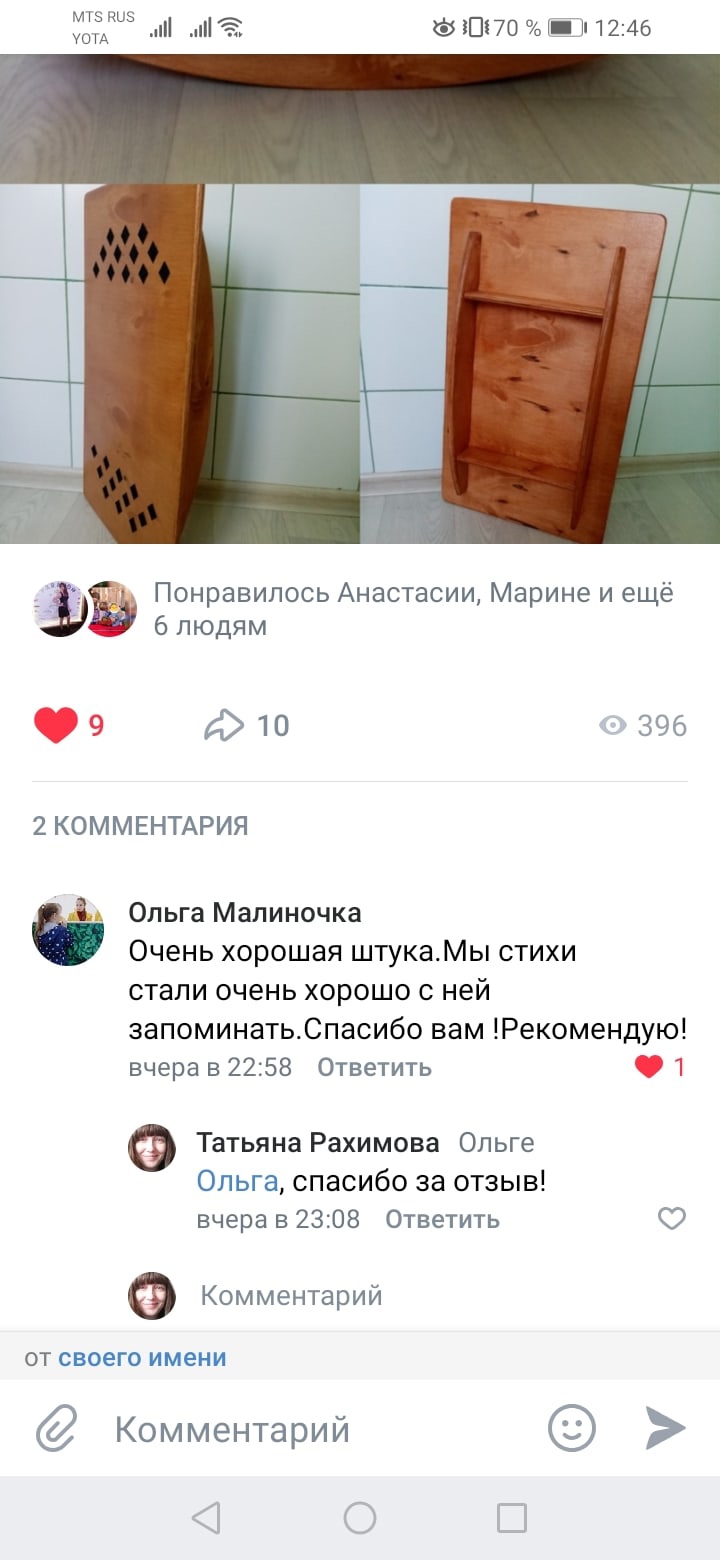 MTS RUS
YOTA
70 %
12:46
Понравилось Анастасии, Марине и ещё
6 людям
9
10
396
2 КОММЕНТАРИЯ
Ольга Малиночка
Очень хорошая штука.Мы стихи
стали очень хорошо с ней
запоминать.Спасибо вам !Рекомендую!
вчера в 22:58 Ответить
1
Татьяна Рахимова Ольге
Ольга, спасибо за отзыв!
вчера в 23:08 Ответить
Комментарий
от своего имени
Комментарий